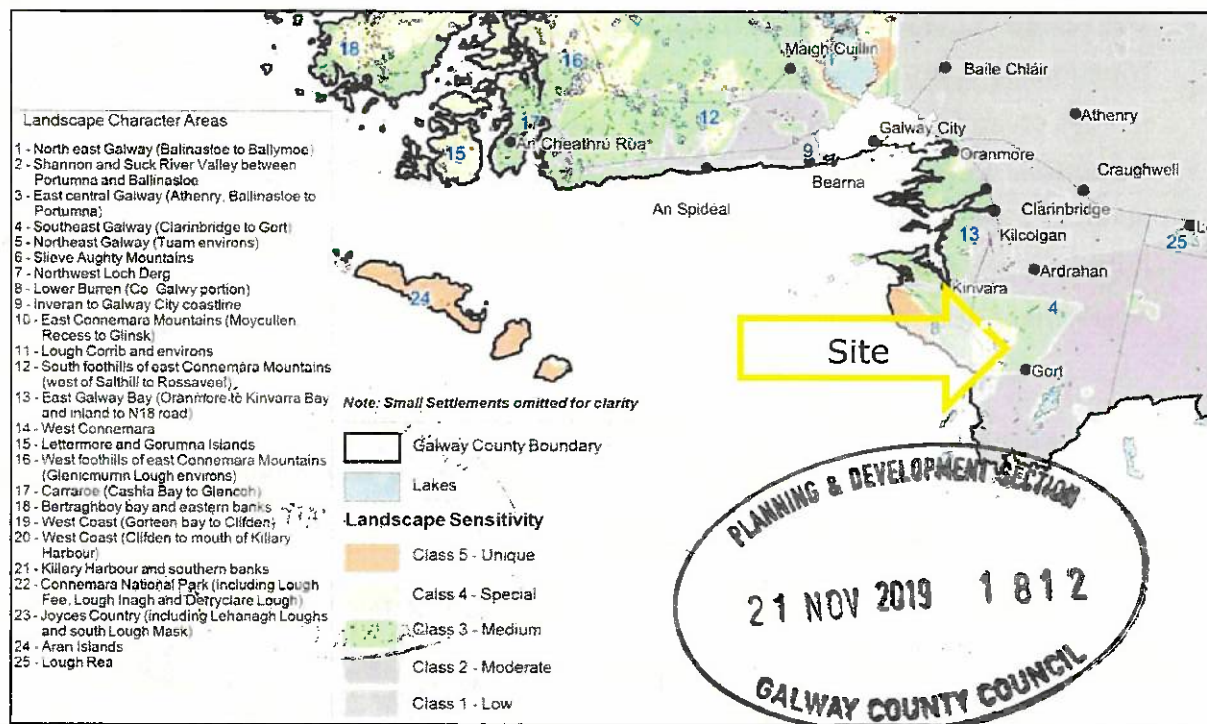 18
16
Maigh Cuilinn
Baile Chláir
12
Athenry
Landscape Character Areas
1 - North east Galway (Balinasloe to Ballymoe)
2 - Shannon and Suck River Valley between
Portumna and Ballinasloe
3 - East central Galway (Athenry, Ballinasloe to
Portumna)
4 - Southeast Galway (Clarinbridge to Gort)
5 - Northeast Galway (Tuam environs)
6 - Slieve Aughty Mountains
7 - Northwest Loch Derg
8 - Lower Burren (Co Galwy portion)
9 - Inveran to Galway City coastline
10 - East Connemara Mountains (Moycullen
Recess to Glinsk)
11 - Lough Corrib and environs
12 - South foothills of east Connemara Mountains
(west of Salthill to Rossaveel)
13 - East Galway Bay (Oranmore to Kinvarra Bay
and inland to N18 road)
14 - West Connemara
15 - Lettermore and Gorumna Islands
16 - West foothills of east Connemara Mountains
(Glenicmurrin Lough environs)
17 - Carraroe (Cashla Bay to Glencoh)
18 - Bertraghboy bay and eastern banks
19 - West Coast (Gorteen bay to Clifden)
20 - West Coast (Clifden to mouth of Killary
Harbour)
21 - Killary Harbour and southern banks
22 - Connemara National Park (including Lough
Fee, Lough Inagh and Derryclare Lough)
23 - Joyces Country (including Lehanagh Loughs
and south Lough Mask)
24 - Aran Islands
25 - Lough Rea
17
An Cheathrú Rua
15
Galway City
9
Bearna
Oranmore
Craughwell
An Spidéal
Clarinbridge
13
Kilcolgan
25
Ardrahan
24
Kinvara
4
8
Site
Gort
Note: Small Settlements omitted for clarity
Galway County Boundary
Lakes
Landscape Sensitivity
Class 5 - Unique
Calss 4 - Special
Class 3 - Medium
Class 2 - Moderate
Class 1 - Low
PLANNING & DEVELOPMENT SECTION
21 NOV 2019 1812
GALWAY COUNTY COUNCIL